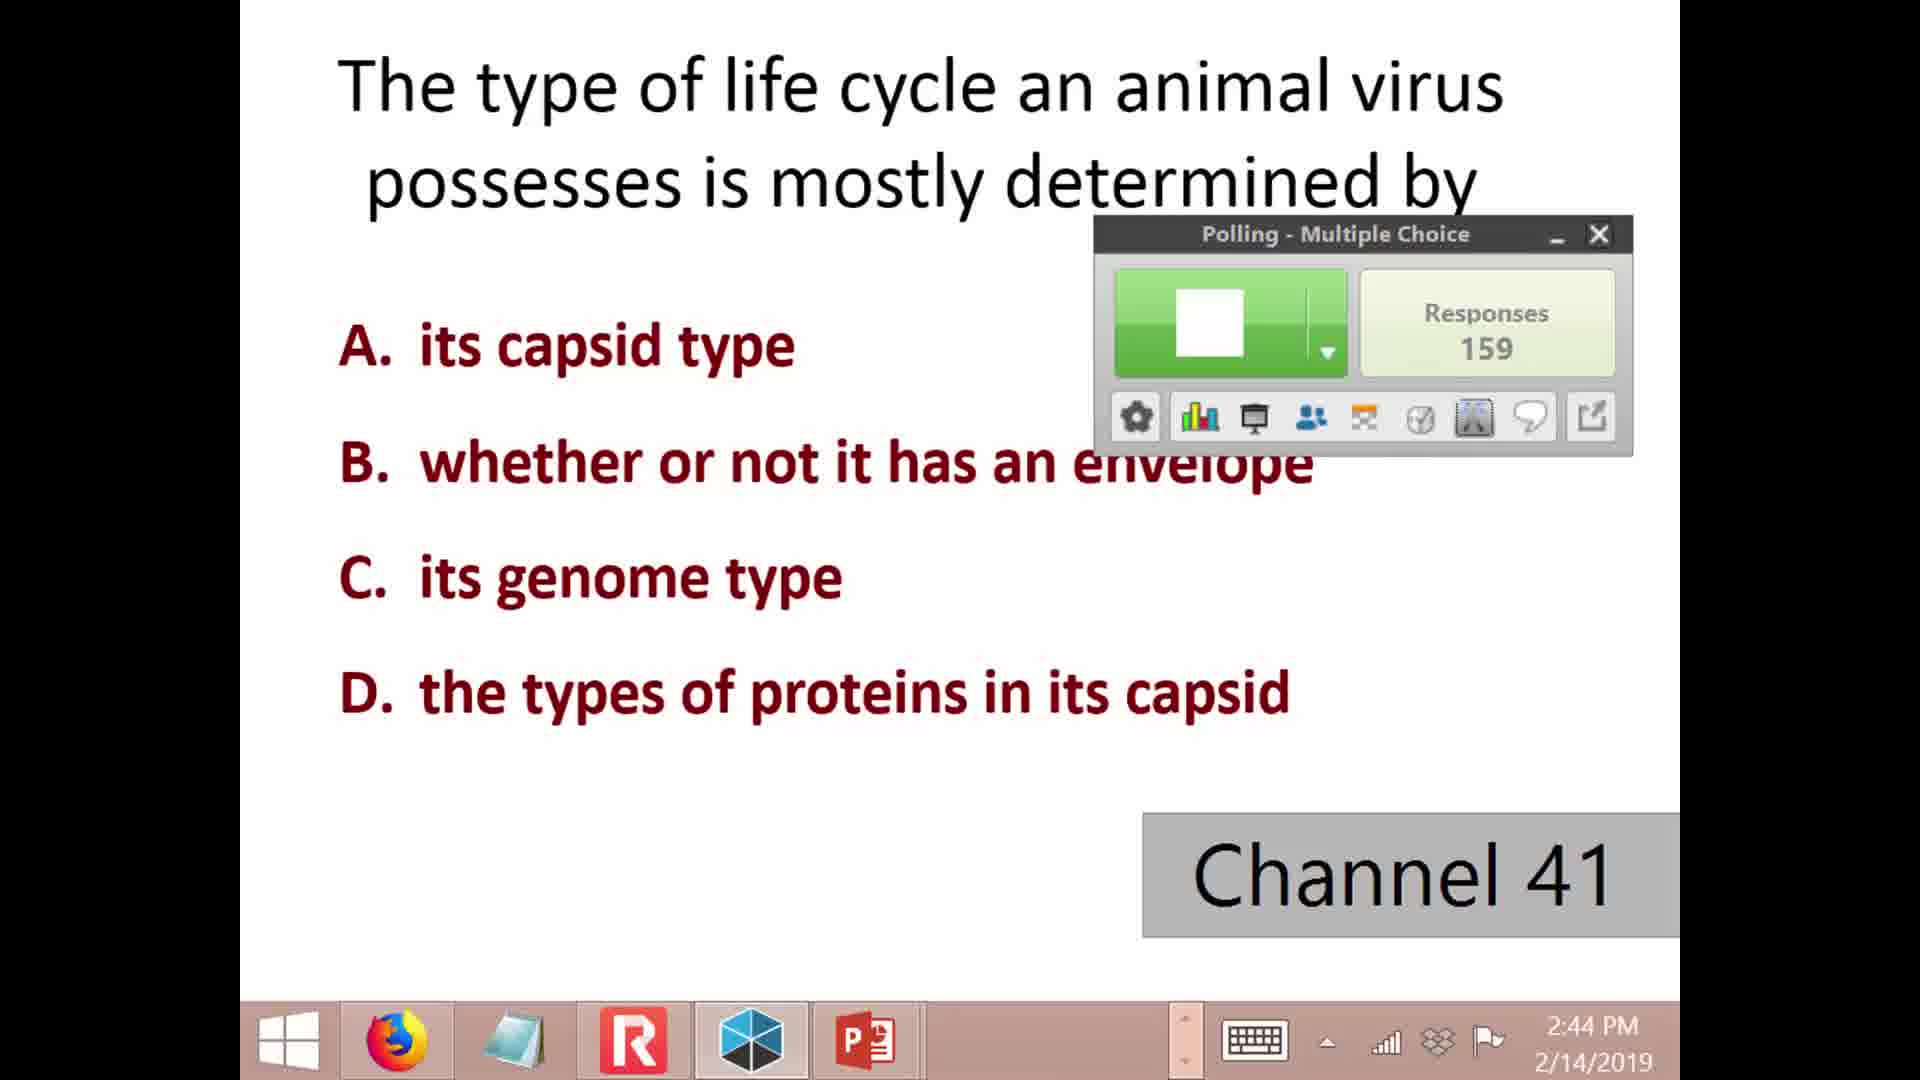 The type of life cycle an animal virus
possesses is mostly determined by
Polling - Multiple Choice
Responses
159
A. its capsid type
B. whether or not it has an envelope
C. its genome type
D. the types of proteins in its capsid
Channel 41
2:44 PM
2/14/2019